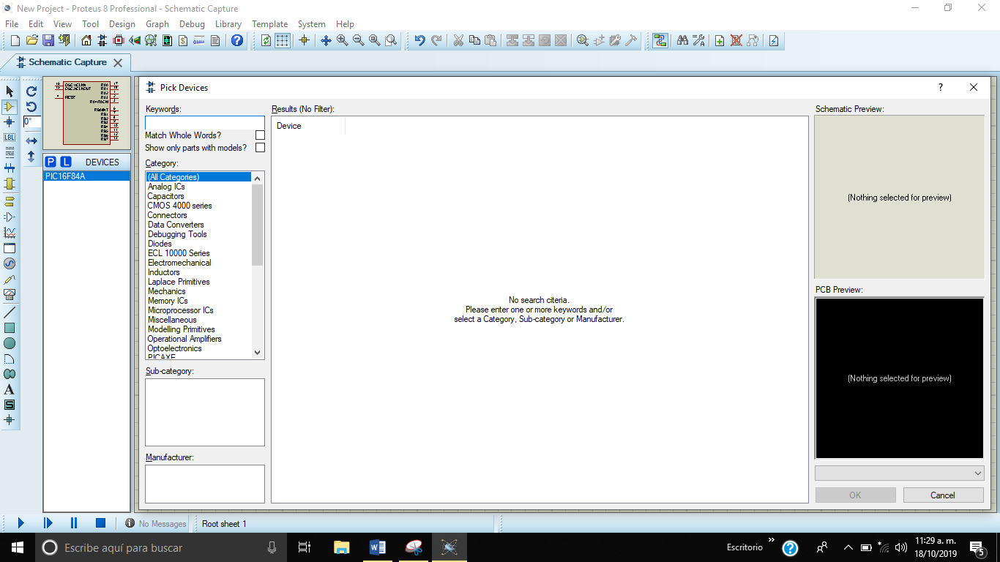 New Project - Proteus 8 Professional - Schematic Capture
File Edit View Tool Design Graph Debug Library Template System Help
Schematic Capture
LBL
A
S
0°
P L DEVICES
PIC16F84A
Pick Devices
Keywords:
Match Whole Words?
Show only parts with models?
Category:
(All Categories)
Analog ICs
Capacitors
CMOS 4000 series
Connectors
Data Converters
Debugging Tools
Diodes
ECL 10000 Series
Electromechanical
Inductors
Laplace Primitives
Mechanics
Memory ICs
Microprocessor ICs
Miscellaneous
Modelling Primitives
Operational Amplifiers
Optoelectronics
PICAXE
Sub-category:
Manufacturer:
Results (No Filter):
Device
No search citeria.
Please enter one or more keywords and/or
select a Category, Sub-category or Manufacturer.
Schematic Preview:
(Nothing selected for preview)
PCB Preview:
(Nothing selected for preview)
OK Cancel
No Messages Root sheet 1
Escribe aquí para buscar
Escritorio
11:29 a. m.
18/10/2019
5